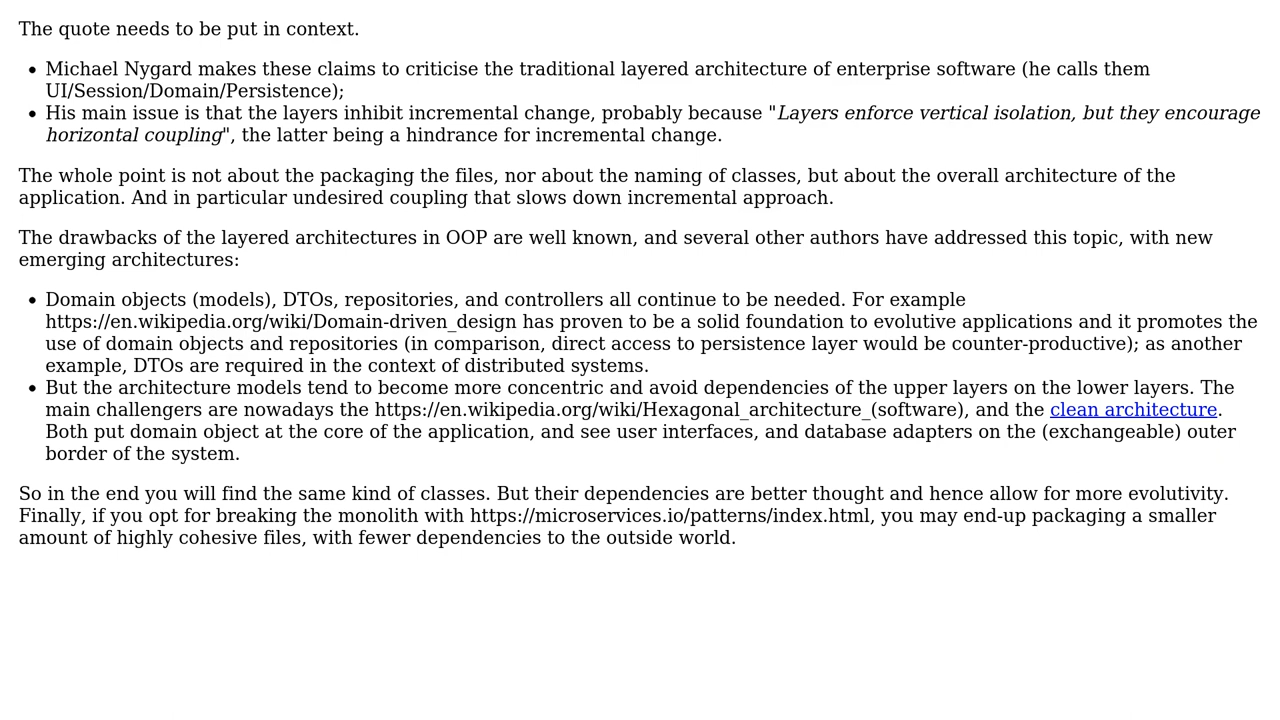 The quote needs to be put in context.
• Michael Nygard makes these claims to criticise the traditional layered architecture of enterprise software (he calls them
UI/Session/Domain/Persistence);
• His main issue is that the layers inhibit incremental change, probably because "Layers enforce vertical isolation, but they encourage
horizontal coupling", the latter being a hindrance for incremental change.
The whole point is not about the packaging the files, nor about the naming of classes, but about the overall architecture of the
application. And in particular undesired coupling that slows down incremental approach.
The drawbacks of the layered architectures in OOP are well known, and several other authors have addressed this topic, with new
emerging architectures:
• Domain objects (models), DTOs, repositories, and controllers all continue to be needed. For example
https://en.wikipedia.org/wiki/Domain-driven_design has proven to be a solid foundation to evolutive applications and it promotes the
use of domain objects and repositories (in comparison, direct access to persistence layer would be counter-productive); as another
example, DTOs are required in the context of distributed systems.
• But the architecture models tend to become more concentric and avoid dependencies of the upper layers on the lower layers. The
main challengers are nowadays the https://en.wikipedia.org/wiki/Hexagonal_architecture_(software), and the clean architecture.
Both put domain object at the core of the application, and see user interfaces, and database adapters on the (exchangeable) outer
border of the system.
So in the end you will find the same kind of classes. But their dependencies are better thought and hence allow for more evolutivity.
Finally, if you opt for breaking the monolith with https://microservices.io/patterns/index.html, you may end-up packaging a smaller
amount of highly cohesive files, with fewer dependencies to the outside world.